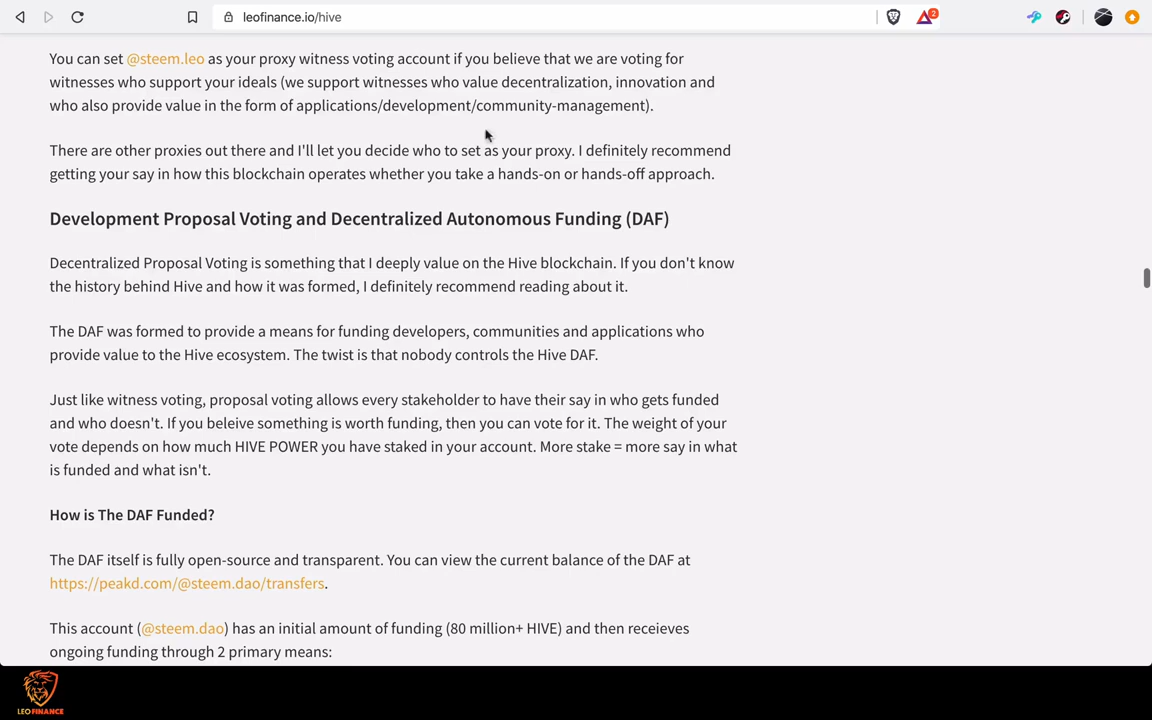 leofinance.io/hive
2
You can set @steem.leo as your proxy witness voting account if you believe that we are voting for
witnesses who support your ideals (we support witnesses who value decentralization, innovation and
who also provide value in the form of applications/development/community-management).
There are other proxies out there and I'll let you decide who to set as your proxy. I definitely recommend
getting your say in how this blockchain operates whether you take a hands-on or hands-off approach.
Development Proposal Voting and Decentralized Autonomous Funding (DAF)
Decentralized Proposal Voting is something that I deeply value on the Hive blockchain. If you don't know
the history behind Hive and how it was formed, I definitely recommend reading about it.
The DAF was formed to provide a means for funding developers, communities and applications who
provide value to the Hive ecosystem. The twist is that nobody controls the Hive DAF.
Just like witness voting, proposal voting allows every stakeholder to have their say in who gets funded
and who doesn't. If you beleive something is worth funding, then you can vote for it. The weight of your
vote depends on how much HIVE POWER you have staked in your account. More stake = more say in what
is funded and what isn't.
How is The DAF Funded?
The DAF itself is fully open-source and transparent. You can view the current balance of the DAF at
https://peakd.com/@steem.dao/transfers.
This account (@steem.dao) has an initial amount of funding (80 million+ HIVE) and then receieves
ongoing funding through 2 primary means:
LEOFINANCE